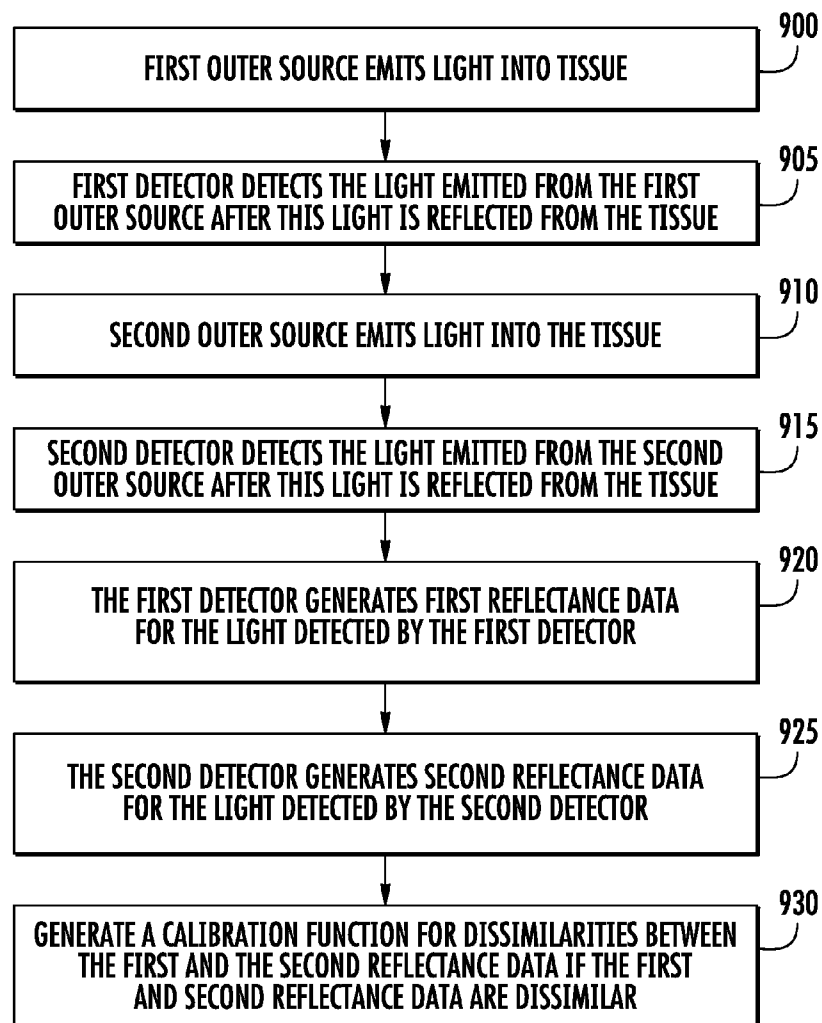 900
FIRST OUTER SOURCE EMITS LIGHT INTO TISSUE
905
FIRST DETECTOR DETECTS THE LIGHT EMITTED FROM THE FIRST
OUTER SOURCE AFTER THIS LIGHT IS REFLECTED FROM THE TISSUE
910
SECOND OUTER SOURCE EMITS LIGHT INTO THE TISSUE
915
SECOND DETECTOR DETECTS THE LIGHT EMITTED FROM THE SECOND
OUTER SOURCE AFTER THIS LIGHT IS REFLECTED FROM THE TISSUE
920
THE FIRST DETECTOR GENERATES FIRST REFLECTANCE DATA
FOR THE LIGHT DETECTED BY THE FIRST DETECTOR
925
THE SECOND DETECTOR GENERATES SECOND REFLECTANCE DATA
FOR THE LIGHT DETECTED BY THE SECOND DETECTOR
930
GENERATE A CALIBRATION FUNCTION FOR DISSIMILARITIES BETWEEN
THE FIRST AND THE SECOND REFLECTANCE DATA IF THE FIRST
AND SECOND REFLECTANCE DATA ARE DISSIMILAR